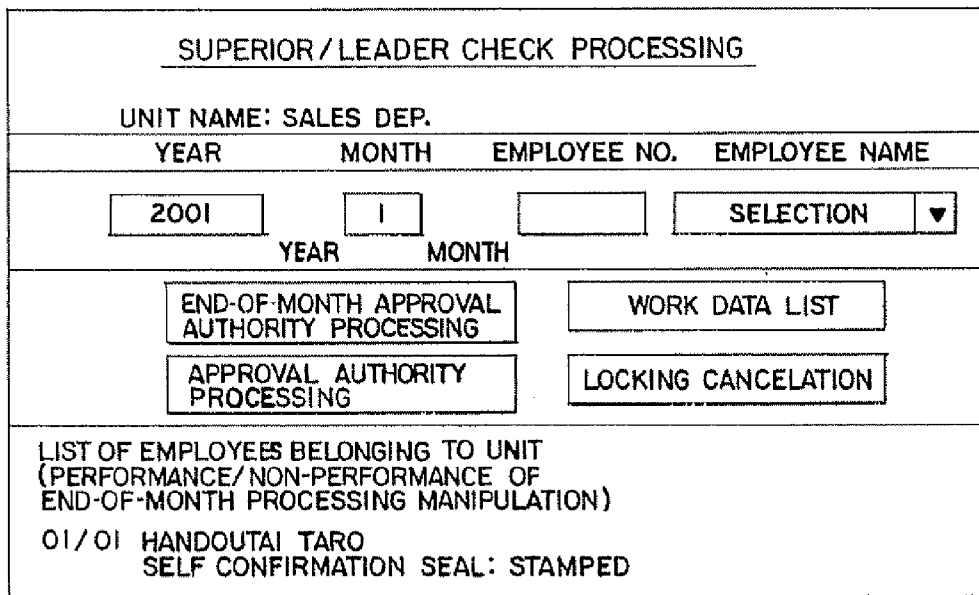 SUPERIOR/LEADER CHECK PROCESSING
UNIT NAME: SALES DEP.
YEAR MONTH EMPLOYEE NO. EMPLOYEE NAME
2001 1 SELECTION ▼
YEAR MONTH
END-OF-MONTH APPROVAL
AUTHORITY PROCESSING
WORK DATA LIST
APPROVAL AUTHORITY
PROCESSING
LOCKING CANCELATION
LIST OF EMPLOYEES BELONGING TO UNIT
(PERFORMANCE/NON-PERFORMANCE OF
END-OF-MONTH PROCESSING MANIPULATION)
01/01 HANDOUTAI TARO
SELF CONFIRMATION SEAL: STAMPED